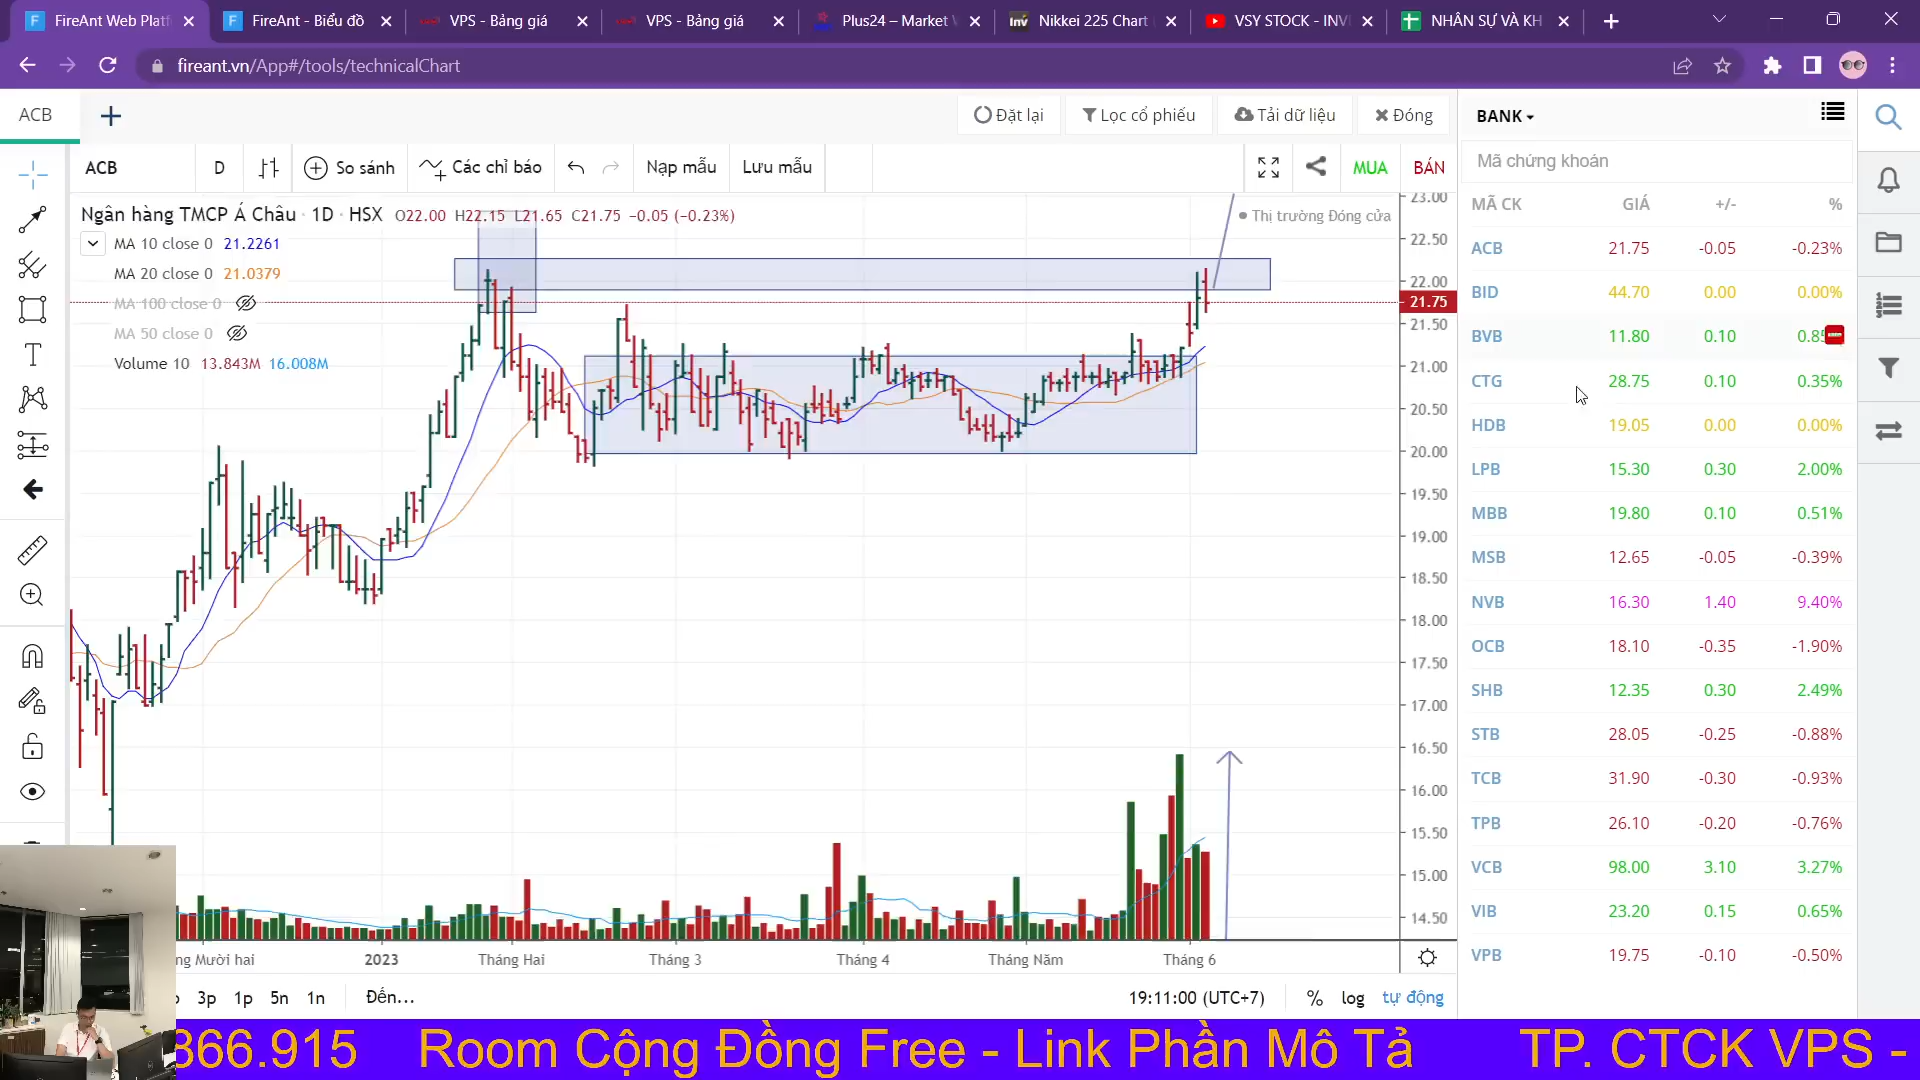 FireAnt Web Platf
FireAnt - Biểu đồ
VPS - Bảng giá
VPS - Bảng giá
Plus24 – Market
Nikkei 225 Chart
VSY STOCK - INV
NHÂN SỰ VÀ KH
fireant.vn/App#/tools/technicalChart
ACB
Đặt lại
Lọc cổ phiếu
Tải dữ liệu
Đóng
ACB
D
So sánh
Các chỉ báo
Nạp mẫu
Lưu mẫu
MUA
BÁN
Ngân hàng TMCP Á Châu · 1D · HSX O22.00 H22.15 L21.65 C21.75 −0.05 (−0.23%)
Thị trường Đóng cửa
MA 10 close 0 21.2261
MA 20 close 0 21.0379
MA 100 close 0
MA 50 close 0
Volume 10 13.843M 16.008M
23.00
22.50
22.00
21.75
21.50
21.00
20.50
20.00
19.50
19.00
18.50
18.00
17.50
17.00
16.50
16.00
15.50
15.00
14.50
ng Mười hai
2023
Tháng Hai
Tháng 3
Tháng 4
Tháng Năm
Tháng 6
3p 1p 5n 1n
Đến...
19:11:00 (UTC+7)
% log tự động
BANK
Mã chứng khoán
MÃ CK GIÁ +/- %
ACB 21.75 -0.05 -0.23%
BID 44.70 0.00 0.00%
BVB 11.80 0.10 0.85
CTG 28.75 0.10 0.35%
HDB 19.05 0.00 0.00%
LPB 15.30 0.30 2.00%
MBB 19.80 0.10 0.51%
MSB 12.65 -0.05 -0.39%
NVB 16.30 1.40 9.40%
OCB 18.10 -0.35 -1.90%
SHB 12.35 0.30 2.49%
STB 28.05 -0.25 -0.88%
TCB 31.90 -0.30 -0.93%
TPB 26.10 -0.20 -0.76%
VCB 98.00 3.10 3.27%
VIB 23.20 0.15 0.65%
VPB 19.75 -0.10 -0.50%
866.915 Room Cộng Đồng Free - Link Phần Mô Tả TP. CTCK VPS -